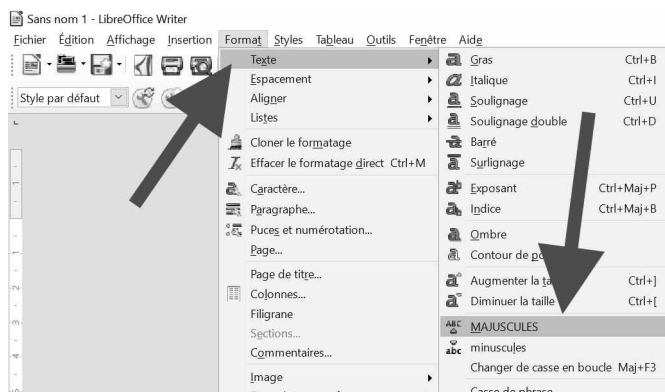 Sans nom 1 - LibreOffice Writer
Fichier Édition Affichage Insertion Format Styles Tableau Outils Fenêtre Aide
Style par défaut
Texte
Espacement
Aligner
Listes
Cloner le formatage
Effacer le formatage direct Ctrl+M
Caractère...
Paragraphe...
Puces et numérotation...
Page...
Page de titre...
Colonnes...
Filigrane
Sections...
Commentaires...
Image
Gras Ctrl+B
Italique Ctrl+I
Soulignage Ctrl+U
Soulignage double Ctrl+D
Barré
Surlignage
Exposant Ctrl+Maj+P
Indice Ctrl+Maj+B
Ombre
Contour de
Augmenter la Ctrl+]
Diminuer la taille Ctrl+[
MAJUSCULES
minuscules
Changer de casse en boucle Maj+F3
Casse de phrase